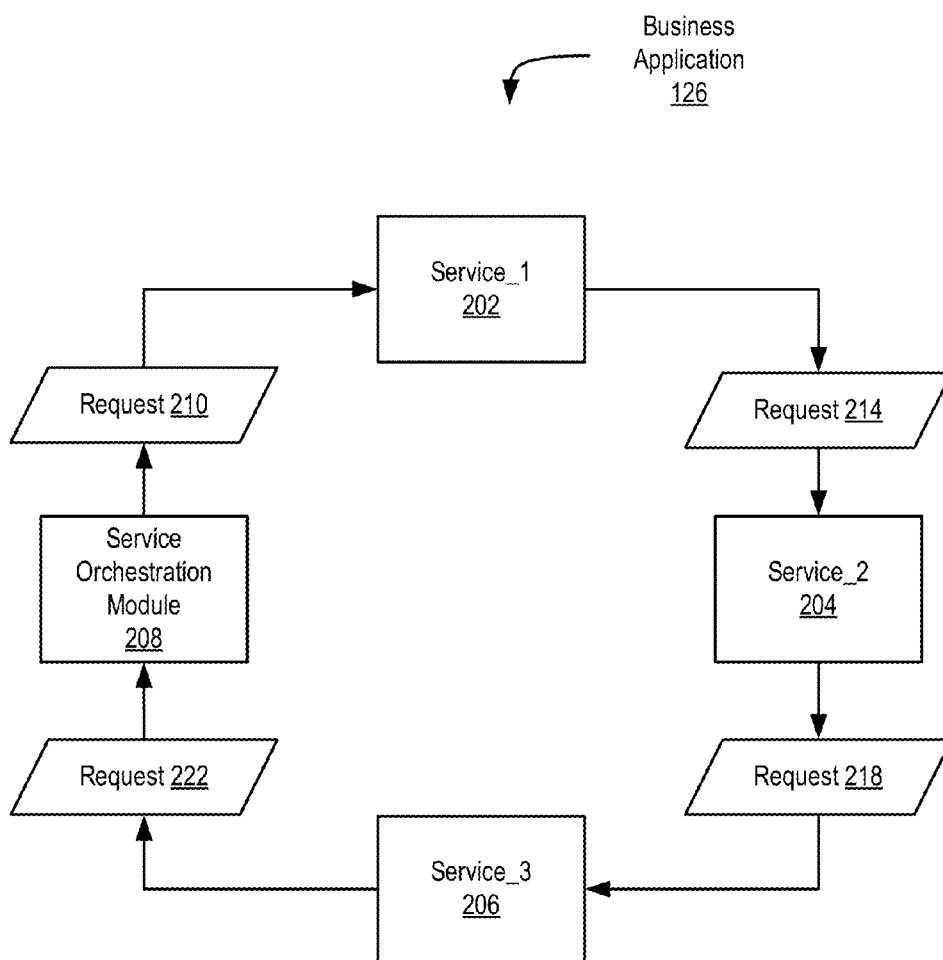 Business
Application
126
Service_1
202
Request 210
Request 214
Service
Orchestration
Module
208
Service_2
204
Request 222
Request 218
Service_3
206